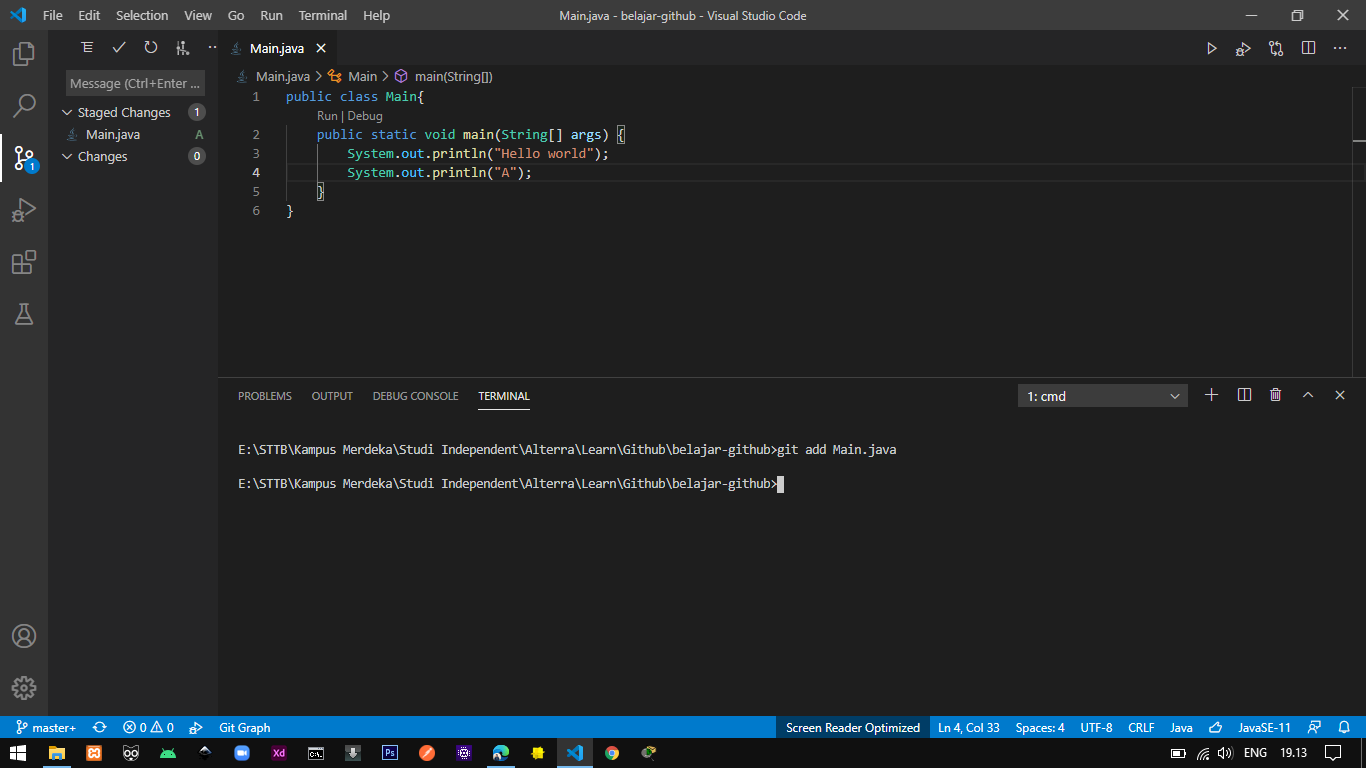 File Edit Selection View Go Run Terminal Help
Main.java - belajar-github - Visual Studio Code
Message (Ctrl+Enter ...
Staged Changes 1
Main.java A
Changes 0
1
Main.java
Main.java > Main > main(String[])
1 public class Main{
Run | Debug
2 public static void main(String[] args) {
3 System.out.println("Hello world");
4 System.out.println("A");
5 }
6 }
PROBLEMS OUTPUT DEBUG CONSOLE TERMINAL
1: cmd
E:\STTB\Kampus Merdeka\Studi Independent\Alterra\Learn\Github\belajar-github>git add Main.java
E:\STTB\Kampus Merdeka\Studi Independent\Alterra\Learn\Github\belajar-github>
master+ 0 0 Git Graph Screen Reader Optimized Ln 4, Col 33 Spaces: 4 UTF-8 CRLF Java JavaSE-11
Xd C:\ Ps ENG 19.13